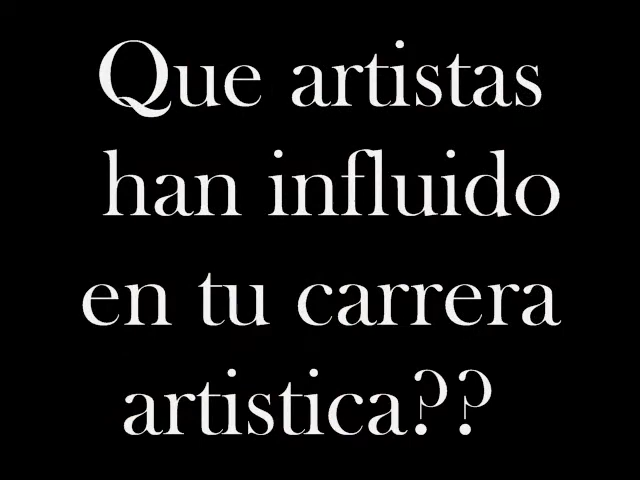 Que artistas
han influido
en tu carrera
artistica??